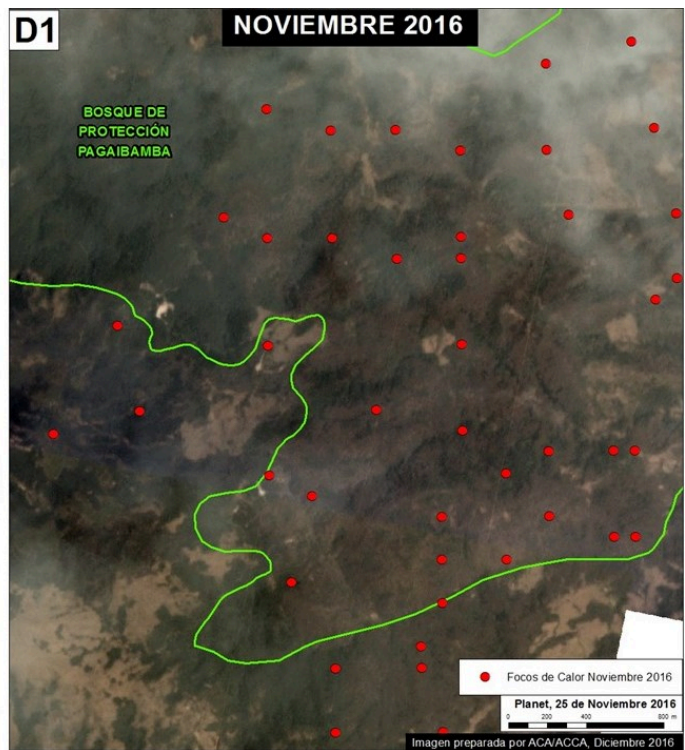 D1
NOVIEMBRE 2016
BOSQUE DE
PROTECCIÓN
PAGAIBAMBA
Focos de Calor Noviembre 2016
Planet, 25 de Noviembre 2016
0 200 400 800 m
Imagen preparada por ACA/ACCA, Diciembre 2016